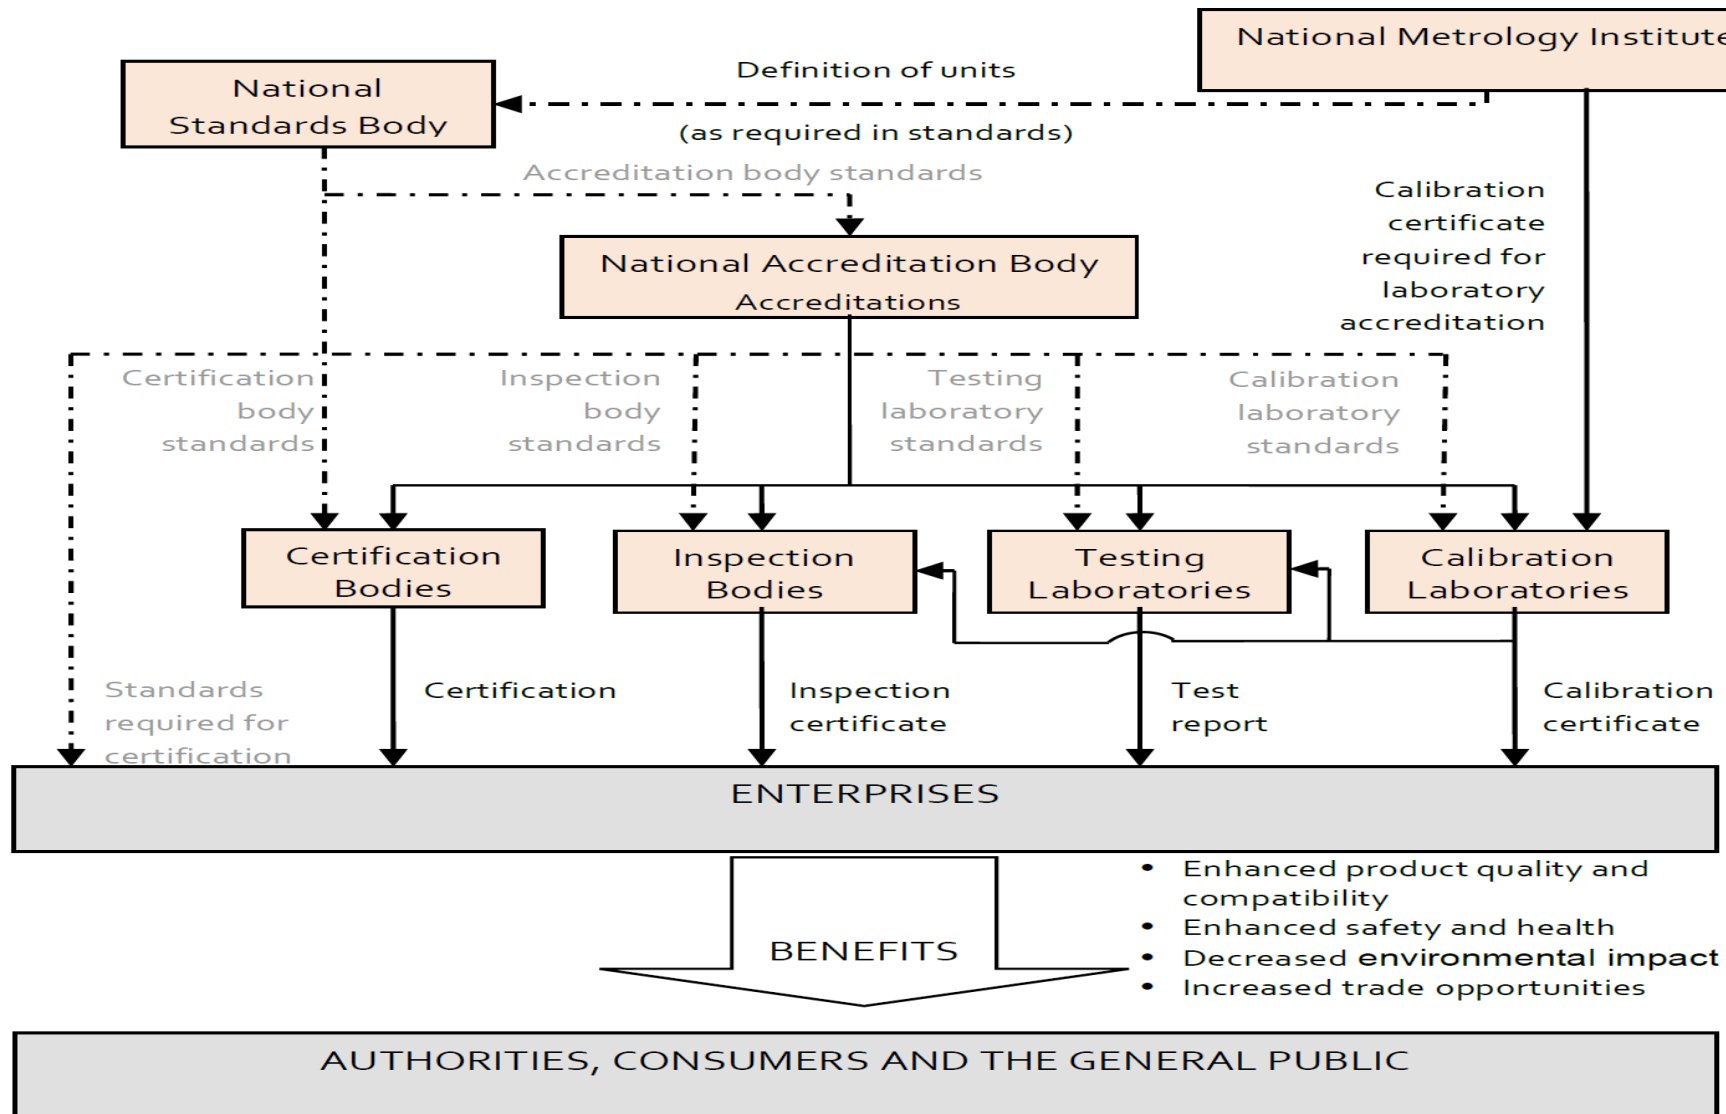 National Metrology Institute
National
Standards Body
Definition of units
(as required in standards)
Accreditation body standards
Calibration
certificate
required for
laboratory
accreditation
National Accreditation Body
Accreditations
Certification
body
standards
Inspection
body
standards
Testing
laboratory
standards
Calibration
laboratory
standards
Certification
Bodies
Inspection
Bodies
Testing
Laboratories
Calibration
Laboratories
Standards
required for
certification
Certification
Inspection
certificate
Test
report
Calibration
certificate
ENTERPRISES
BENEFITS
• Enhanced product quality and
compatibility
• Enhanced safety and health
• Decreased environmental impact
• Increased trade opportunities
AUTHORITIES, CONSUMERS AND THE GENERAL PUBLIC